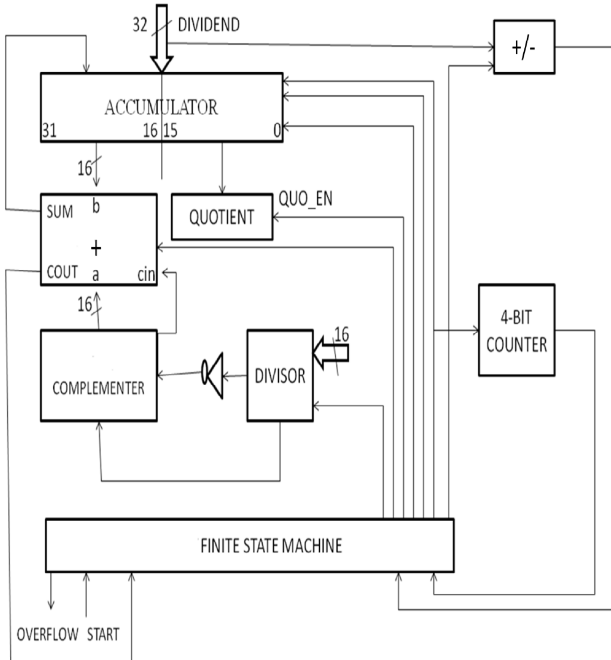 32 DIVIDEND
+/-
ACCUMULATOR
31 16 15 0
16
SUM b
QUOTIENT
QUO_EN
+
COUT a cin
16
4-BIT
COUNTER
16
COMPLEMENTER
DIVISOR
FINITE STATE MACHINE
OVERFLOW START